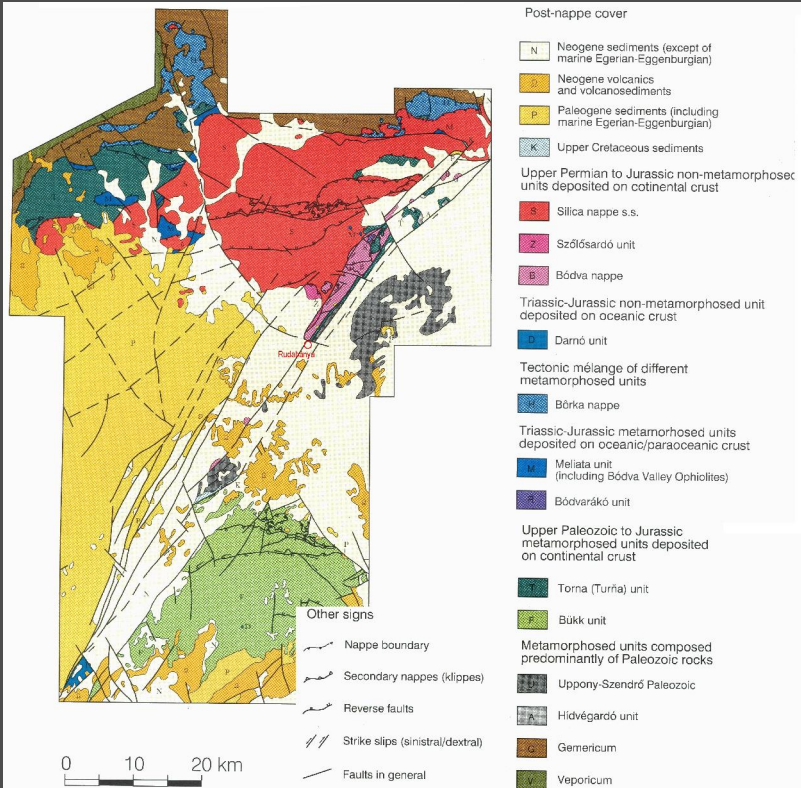 Post-nappe cover
N
Neogene sediments (except of
marine Egerian-Eggenburgian)
Neogene volcanics
and volcanosediments
P
Paleogene sediments (including
marine Egerian-Eggenburgian)
K
Upper Cretaceous sediments
Upper Permian to Jurassic non-metamorphosed
units deposited on cotinental crust
S
Silica nappe s.s.
Z
Szőlősardó unit
B
Bódva nappe
Triassic-Jurassic non-metamorphosed unit
deposited on oceanic crust
D
Darnó unit
Tectonic mélange of different
metamorphosed units
Bôrka nappe
Triassic-Jurassic metamorhosed units
deposited on oceanic/paraoceanic crust
M
Meliata unit
(including Bódva Valley Ophiolites)
Bódvarákó unit
Upper Paleozoic to Jurassic
metamorphosed units deposited
on continental crust
T
Torna (Turňa) unit
F
Bükk unit
Metamorphosed units composed
predominantly of Paleozoic rocks
U
Uppony-Szendrő Paleozoic
A
Hídvégardó unit
G
Gemericum
V
Veporicum
Rudabánya
Other signs
Nappe boundary
Secondary nappes (klippes)
Reverse faults
Strike slips (sinistral/dextral)
Faults in general
0 10 20 km